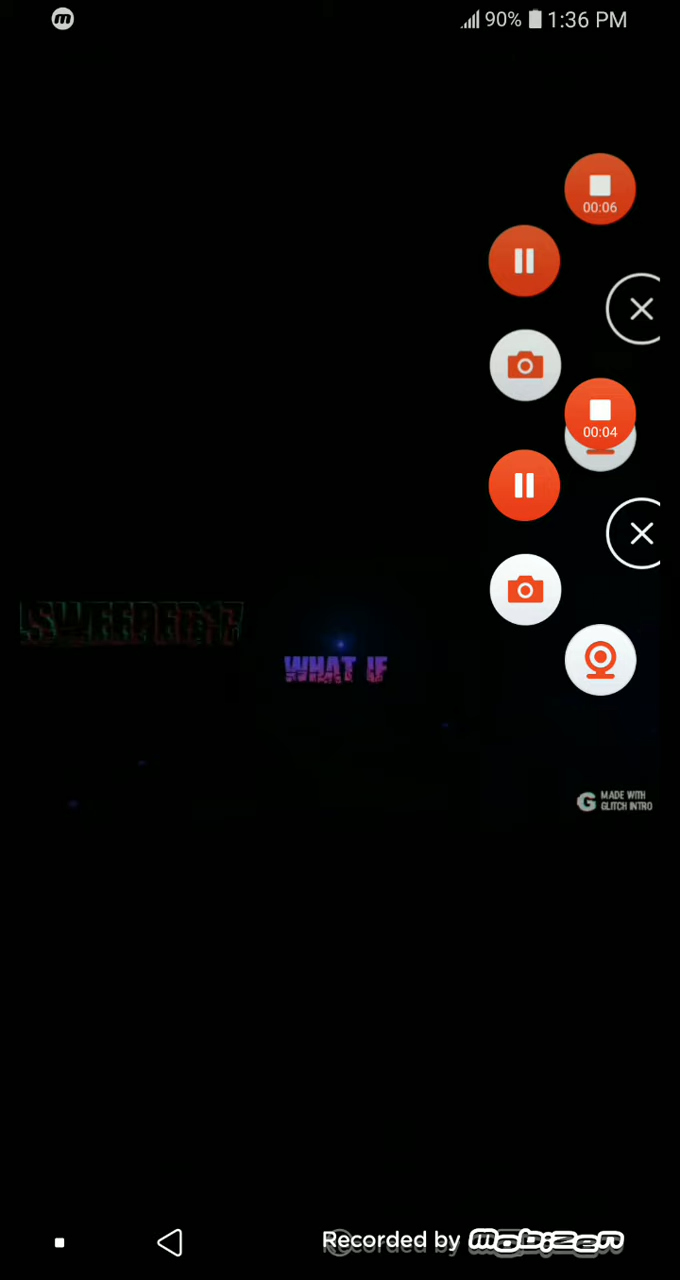 m 90% 1:36 PM
00:06
00:04
WHAT IF
G MADE WITH
GLITCH INTRO
Recorded by mobizen